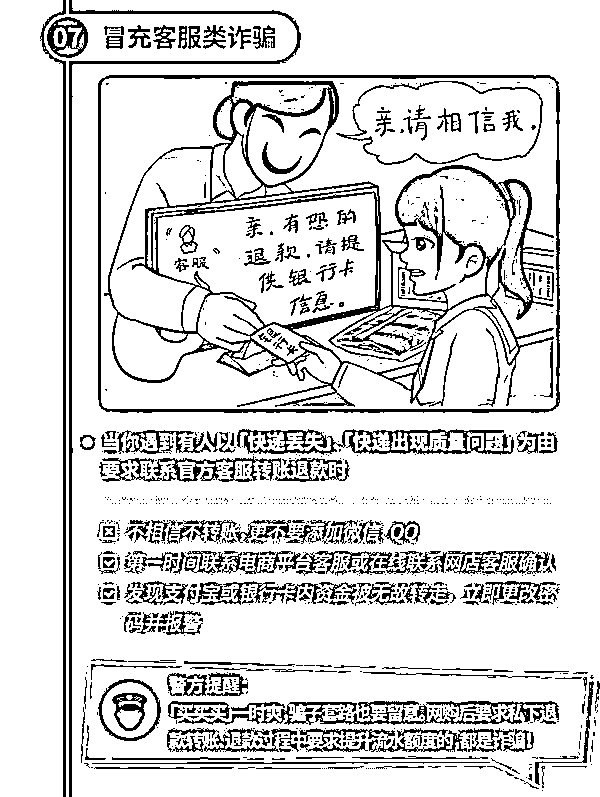 07 冒充客服类诈骗
亲,请相信我.
亲,有您的
退款,请提
供银行卡
信息。
"客服"
银行卡
当你遇到有人以「快递丢失」、「快递出现质量问题」为由
要求联系官方客服转账退款时
不相信不转账,更不要添加微信、QQ
第一时间联系电商平台客服或在线联系网店客服确认
发现支付宝或银行卡内资金被无故转走,立即更改密
码并报警
警方提醒:
「买买买」一时爽,骗子套路也要留意,网购后要求私下退
款转账、退款过程中要求提升流水额度的,都是诈骗!